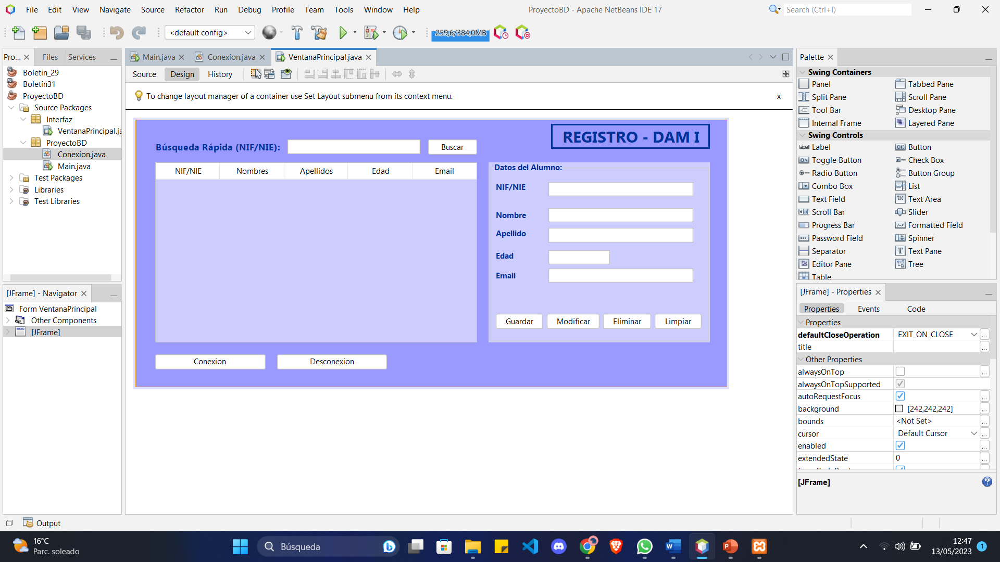 File Edit View Navigate Source Refactor Run Debug Profile Team Tools Window Help
ProyectoBD - Apache NetBeans IDE 17
Search (Ctrl+I)
<default config>
259,6/384,0MB
Pro... Files Services
Boletin_29
Boletin31
ProyectoBD
Source Packages
Interfaz
VentanaPrincipal.ja
ProyectoBD
Conexion.java
Main.java
Test Packages
Libraries
Test Libraries
[JFrame] - Navigator
Form VentanaPrincipal
Other Components
[JFrame]
Main.java Conexion.java VentanaPrincipal.java
Source Design History
To change layout manager of a container use Set Layout submenu from its context menu.
x
REGISTRO - DAM I
Búsqueda Rápida (NIF/NIE):
Buscar
NIF/NIE Nombres Apellidos Edad Email
Datos del Alumno:
NIF/NIE
Nombre
Apellido
Edad
Email
Guardar Modificar Eliminar Limpiar
Conexion Desconexion
Palette
Swing Containers
Panel Tabbed Pane
Split Pane Scroll Pane
Tool Bar Desktop Pane
Internal Frame Layered Pane
Swing Controls
Label Button
Toggle Button Check Box
Radio Button Button Group
Combo Box List
Text Field Text Area
Scroll Bar Slider
Progress Bar Formatted Field
Password Field Spinner
Separator Text Pane
Editor Pane Tree
Table
[JFrame] - Properties
Properties Events Code
Properties
defaultCloseOperation EXIT_ON_CLOSE ...
title ...
Other Properties
alwaysOnTop ...
alwaysOnTopSupported
autoRequestFocus ...
background [242,242,242] ...
bounds <Not Set> ...
cursor Default Cursor ...
enabled ...
extendedState 0 ...
[JFrame]
Output
16°C
Parc. soleado
Búsqueda
12:47
13/05/2023
1